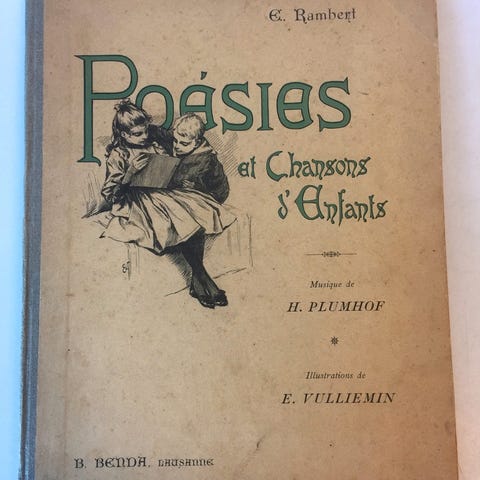 E. Rambert
POÉSIES
et Chansons
d'Enfants
Musique de
H. PLUMHOF
*
Illustrations de
E. VULLIEMIN
B. BENDA, LAUSANNE